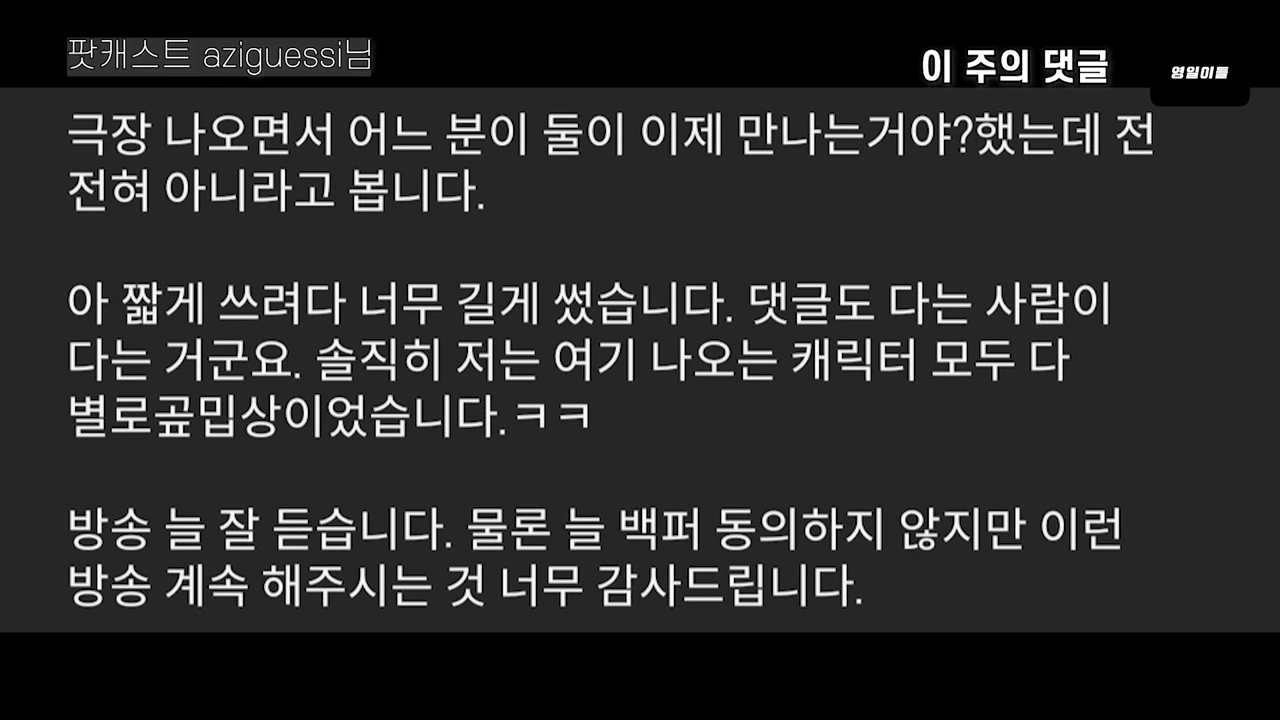 팟캐스트 aziguessi님
이 주의 댓글
영일이들
극장 나오면서 어느 분이 둘이 이제 만나는거야?했는데 전
전혀 아니라고 봅니다.
아 짧게 쓰려다 너무 길게 썼습니다. 댓글도 다는 사람이
다는 거군요. 솔직히 저는 여기 나오는 캐릭터 모두 다
별로곺밉상이었습니다.ㅋㅋ
방송 늘 잘 듣습니다. 물론 늘 백퍼 동의하지 않지만 이런
방송 계속 해주시는 것 너무 감사드립니다.